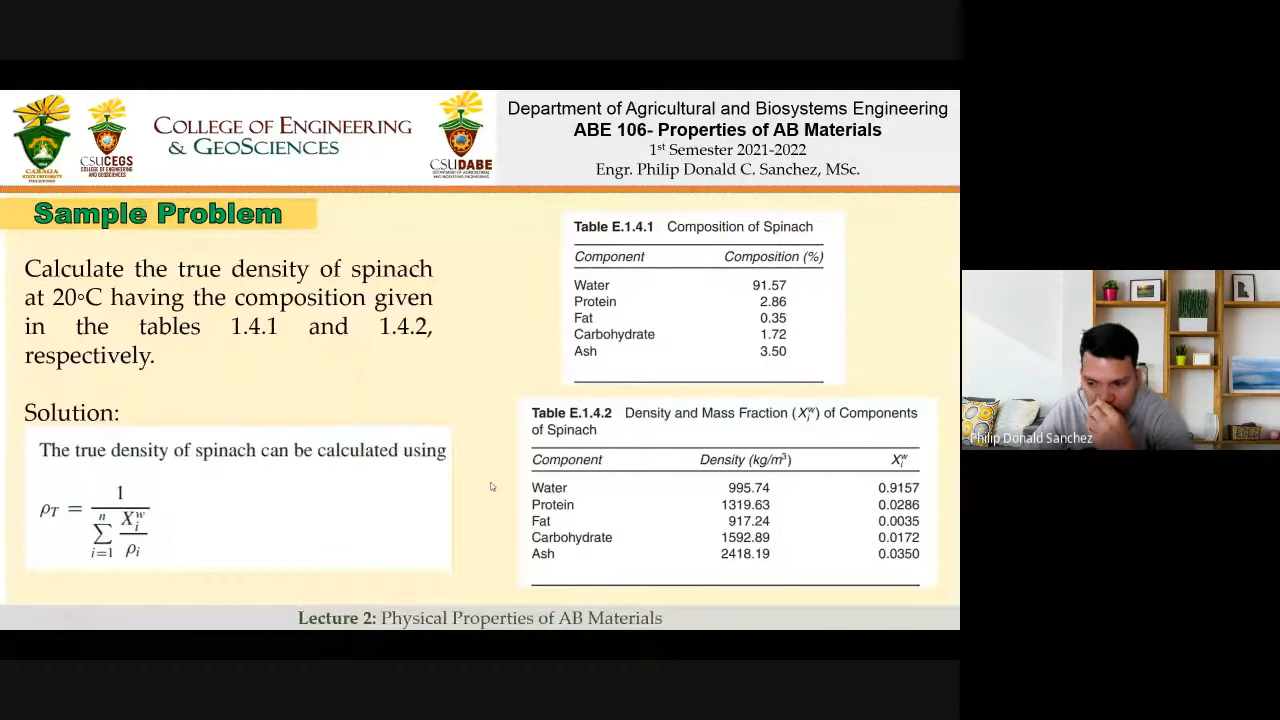 COLLEGE OF ENGINEERING
& GEOSCIENCES
CARAGA
CSUCEGS
CSUDABE
Department of Agricultural and Biosystems Engineering
ABE 106- Properties of AB Materials
1st Semester 2021-2022
Engr. Philip Donald C. Sanchez, MSc.
Sample Problem
Calculate the true density of spinach
at 20◦C having the composition given
in the tables 1.4.1 and 1.4.2,
respectively.
Solution:
The true density of spinach can be calculated using
ρT = 1 / ∑ i=1 n Xiw / ρi
Table E.1.4.1 Composition of Spinach
Component Composition (%)
Water 91.57
Protein 2.86
Fat 0.35
Carbohydrate 1.72
Ash 3.50
Table E.1.4.2 Density and Mass Fraction (Xiw) of Components
of Spinach
Component Density (kg/m3) Xiw
Water 995.74 0.9157
Protein 1319.63 0.0286
Fat 917.24 0.0035
Carbohydrate 1592.89 0.0172
Ash 2418.19 0.0350
Lecture 2: Physical Properties of AB Materials
Philip Donald Sanchez